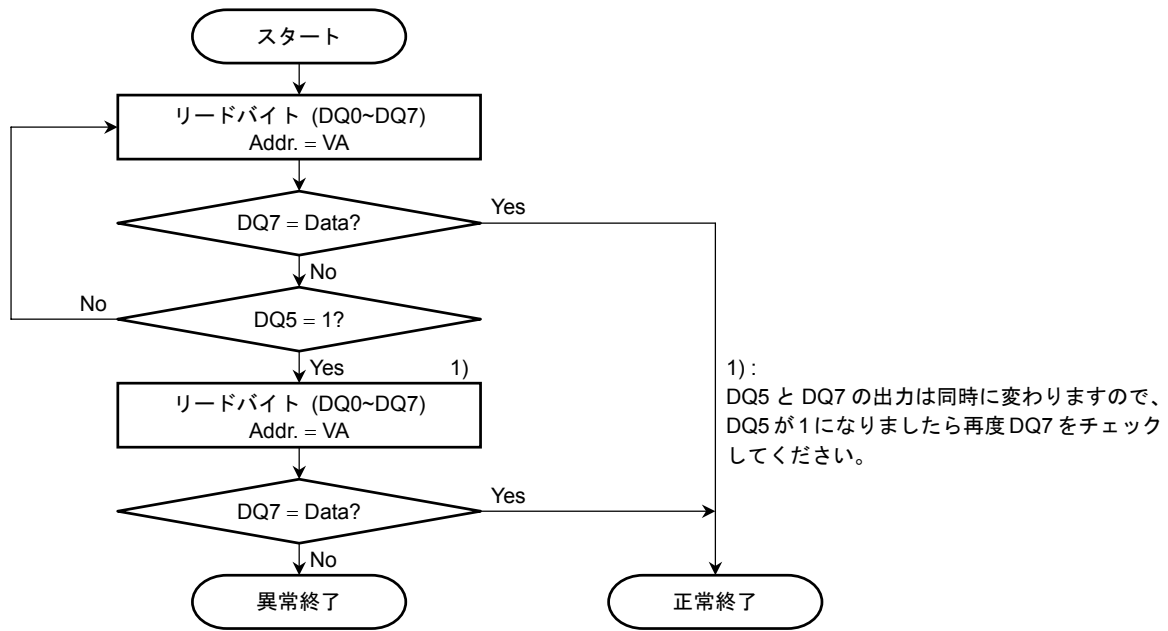 スタート
リードバイト (DQ0~DQ7)
Addr. = VA
DQ7 = Data?
Yes
No
DQ5 = 1?
No
Yes
1)
リードバイト (DQ0~DQ7)
Addr. = VA
DQ7 = Data?
Yes
No
異常終了
正常終了
1) :
DQ5 と DQ7 の出力は同時に変わりますので、
DQ5 が 1 になりましたら再度 DQ7 をチェック
してください。